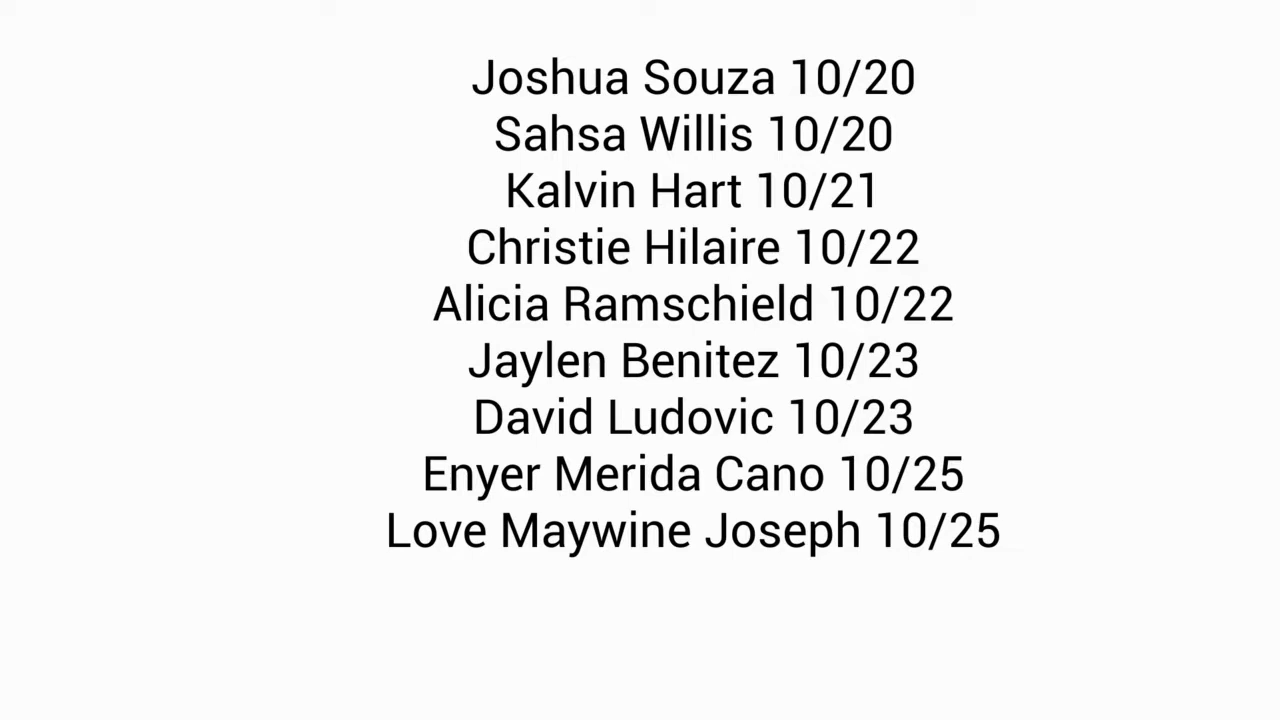 Joshua Souza 10/20
Sahsa Willis 10/20
Kalvin Hart 10/21
Christie Hilaire 10/22
Alicia Ramschield 10/22
Jaylen Benitez 10/23
David Ludovic 10/23
Enyer Merida Cano 10/25
Love Maywine Joseph 10/25